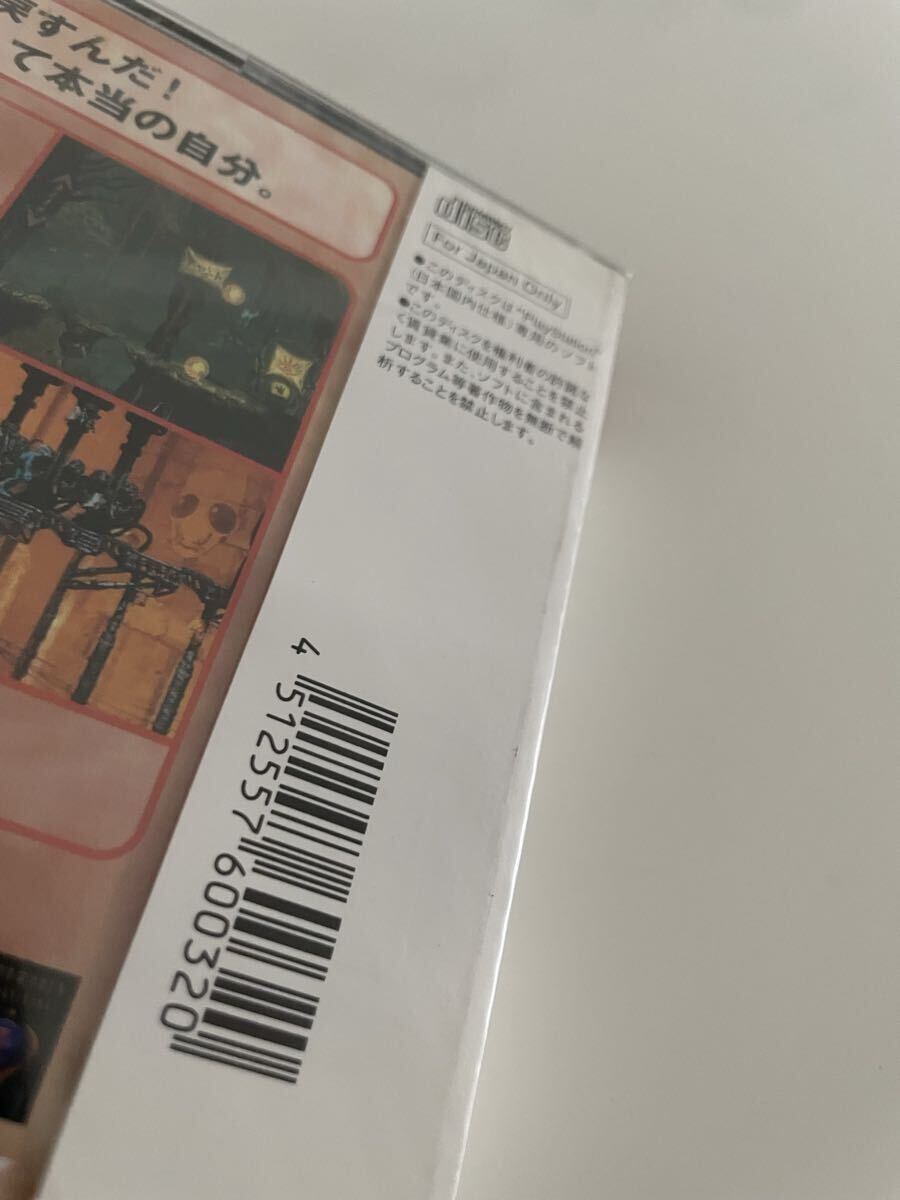 すんだ！
て本当の自分。
disc
For Japan Only
●このディスクは“PlayStation”
(日本国内仕様)専用のソフト
です。
●このディスクを権利者の許諾な
く賃貸業に使用することを禁止
します。また、ソフトに含まれる
プログラム等著作物を無断で解
析することを禁止します。
4 512557 600320